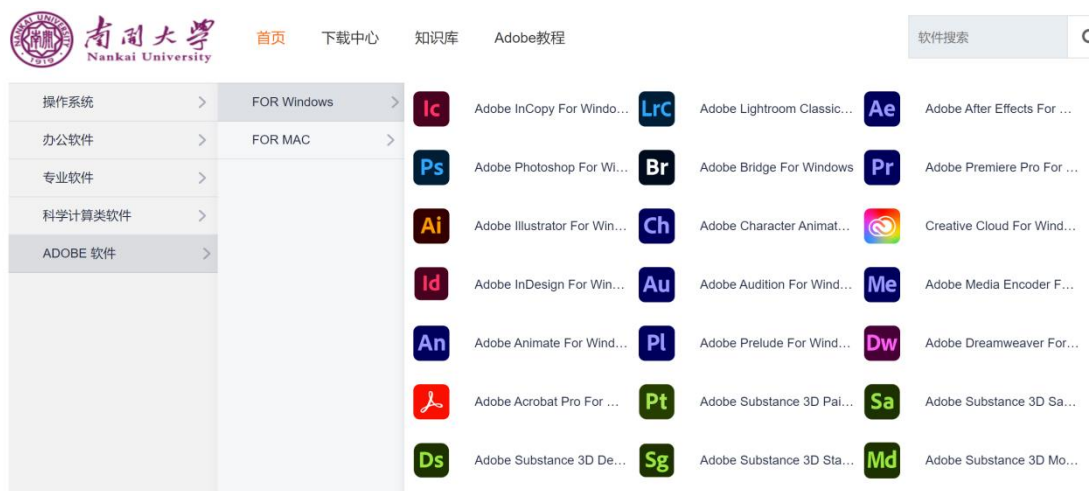 南開大學
Nankai University
NANKAI UNIVERSITY
1919
首页 下载中心 知识库 Adobe教程
软件搜索
操作系统
办公软件
专业软件
科学计算类软件
ADOBE 软件
FOR Windows
FOR MAC
Ic Adobe InCopy For Windo... LrC Adobe Lightroom Classic... Ae Adobe After Effects For ...
Ps Adobe Photoshop For Wi... Br Adobe Bridge For Windows Pr Adobe Premiere Pro For ...
Ai Adobe Illustrator For Win... Ch Adobe Character Animat... Creative Cloud For Wind...
Id Adobe InDesign For Win... Au Adobe Audition For Wind... Me Adobe Media Encoder F...
An Adobe Animate For Wind... Pl Adobe Prelude For Wind... Dw Adobe Dreamweaver For...
Adobe Acrobat Pro For ... Pt Adobe Substance 3D Pai... Sa Adobe Substance 3D Sa...
Ds Adobe Substance 3D De... Sg Adobe Substance 3D Sta... Md Adobe Substance 3D Mo...